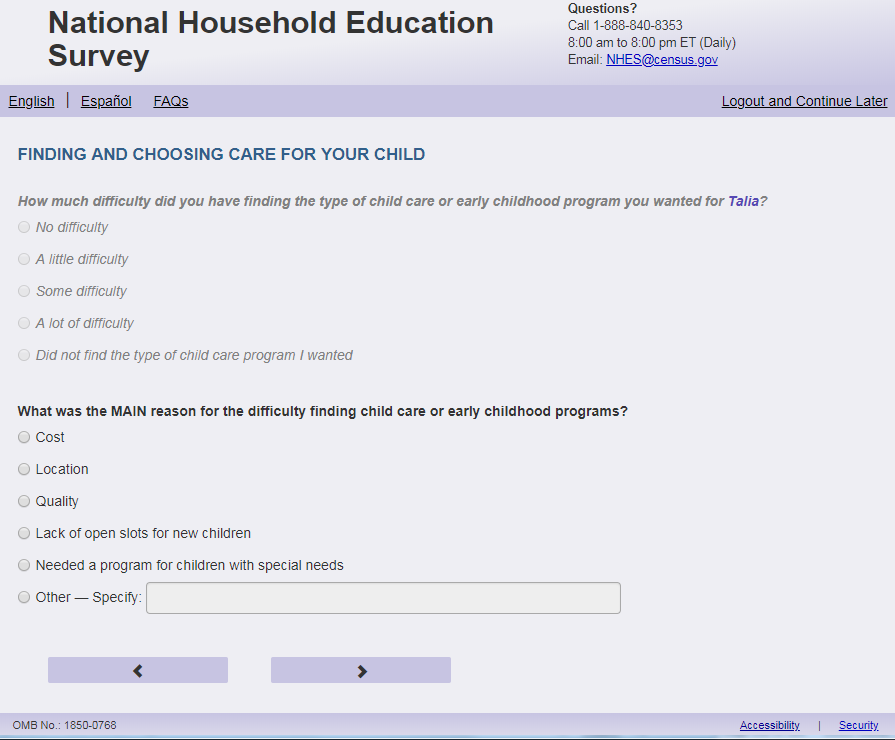 National Household Education
Survey
Questions?
Call 1-888-840-8353
8:00 am to 8:00 pm ET (Daily)
Email: NHES@census.gov
English | Español FAQs Logout and Continue Later
FINDING AND CHOOSING CARE FOR YOUR CHILD
How much difficulty did you have finding the type of child care or early childhood program you wanted for Talia?
No difficulty
A little difficulty
Some difficulty
A lot of difficulty
Did not find the type of child care program I wanted
What was the MAIN reason for the difficulty finding child care or early childhood programs?
Cost
Location
Quality
Lack of open slots for new children
Needed a program for children with special needs
Other — Specify:
OMB No.: 1850-0768 Accessibility | Security